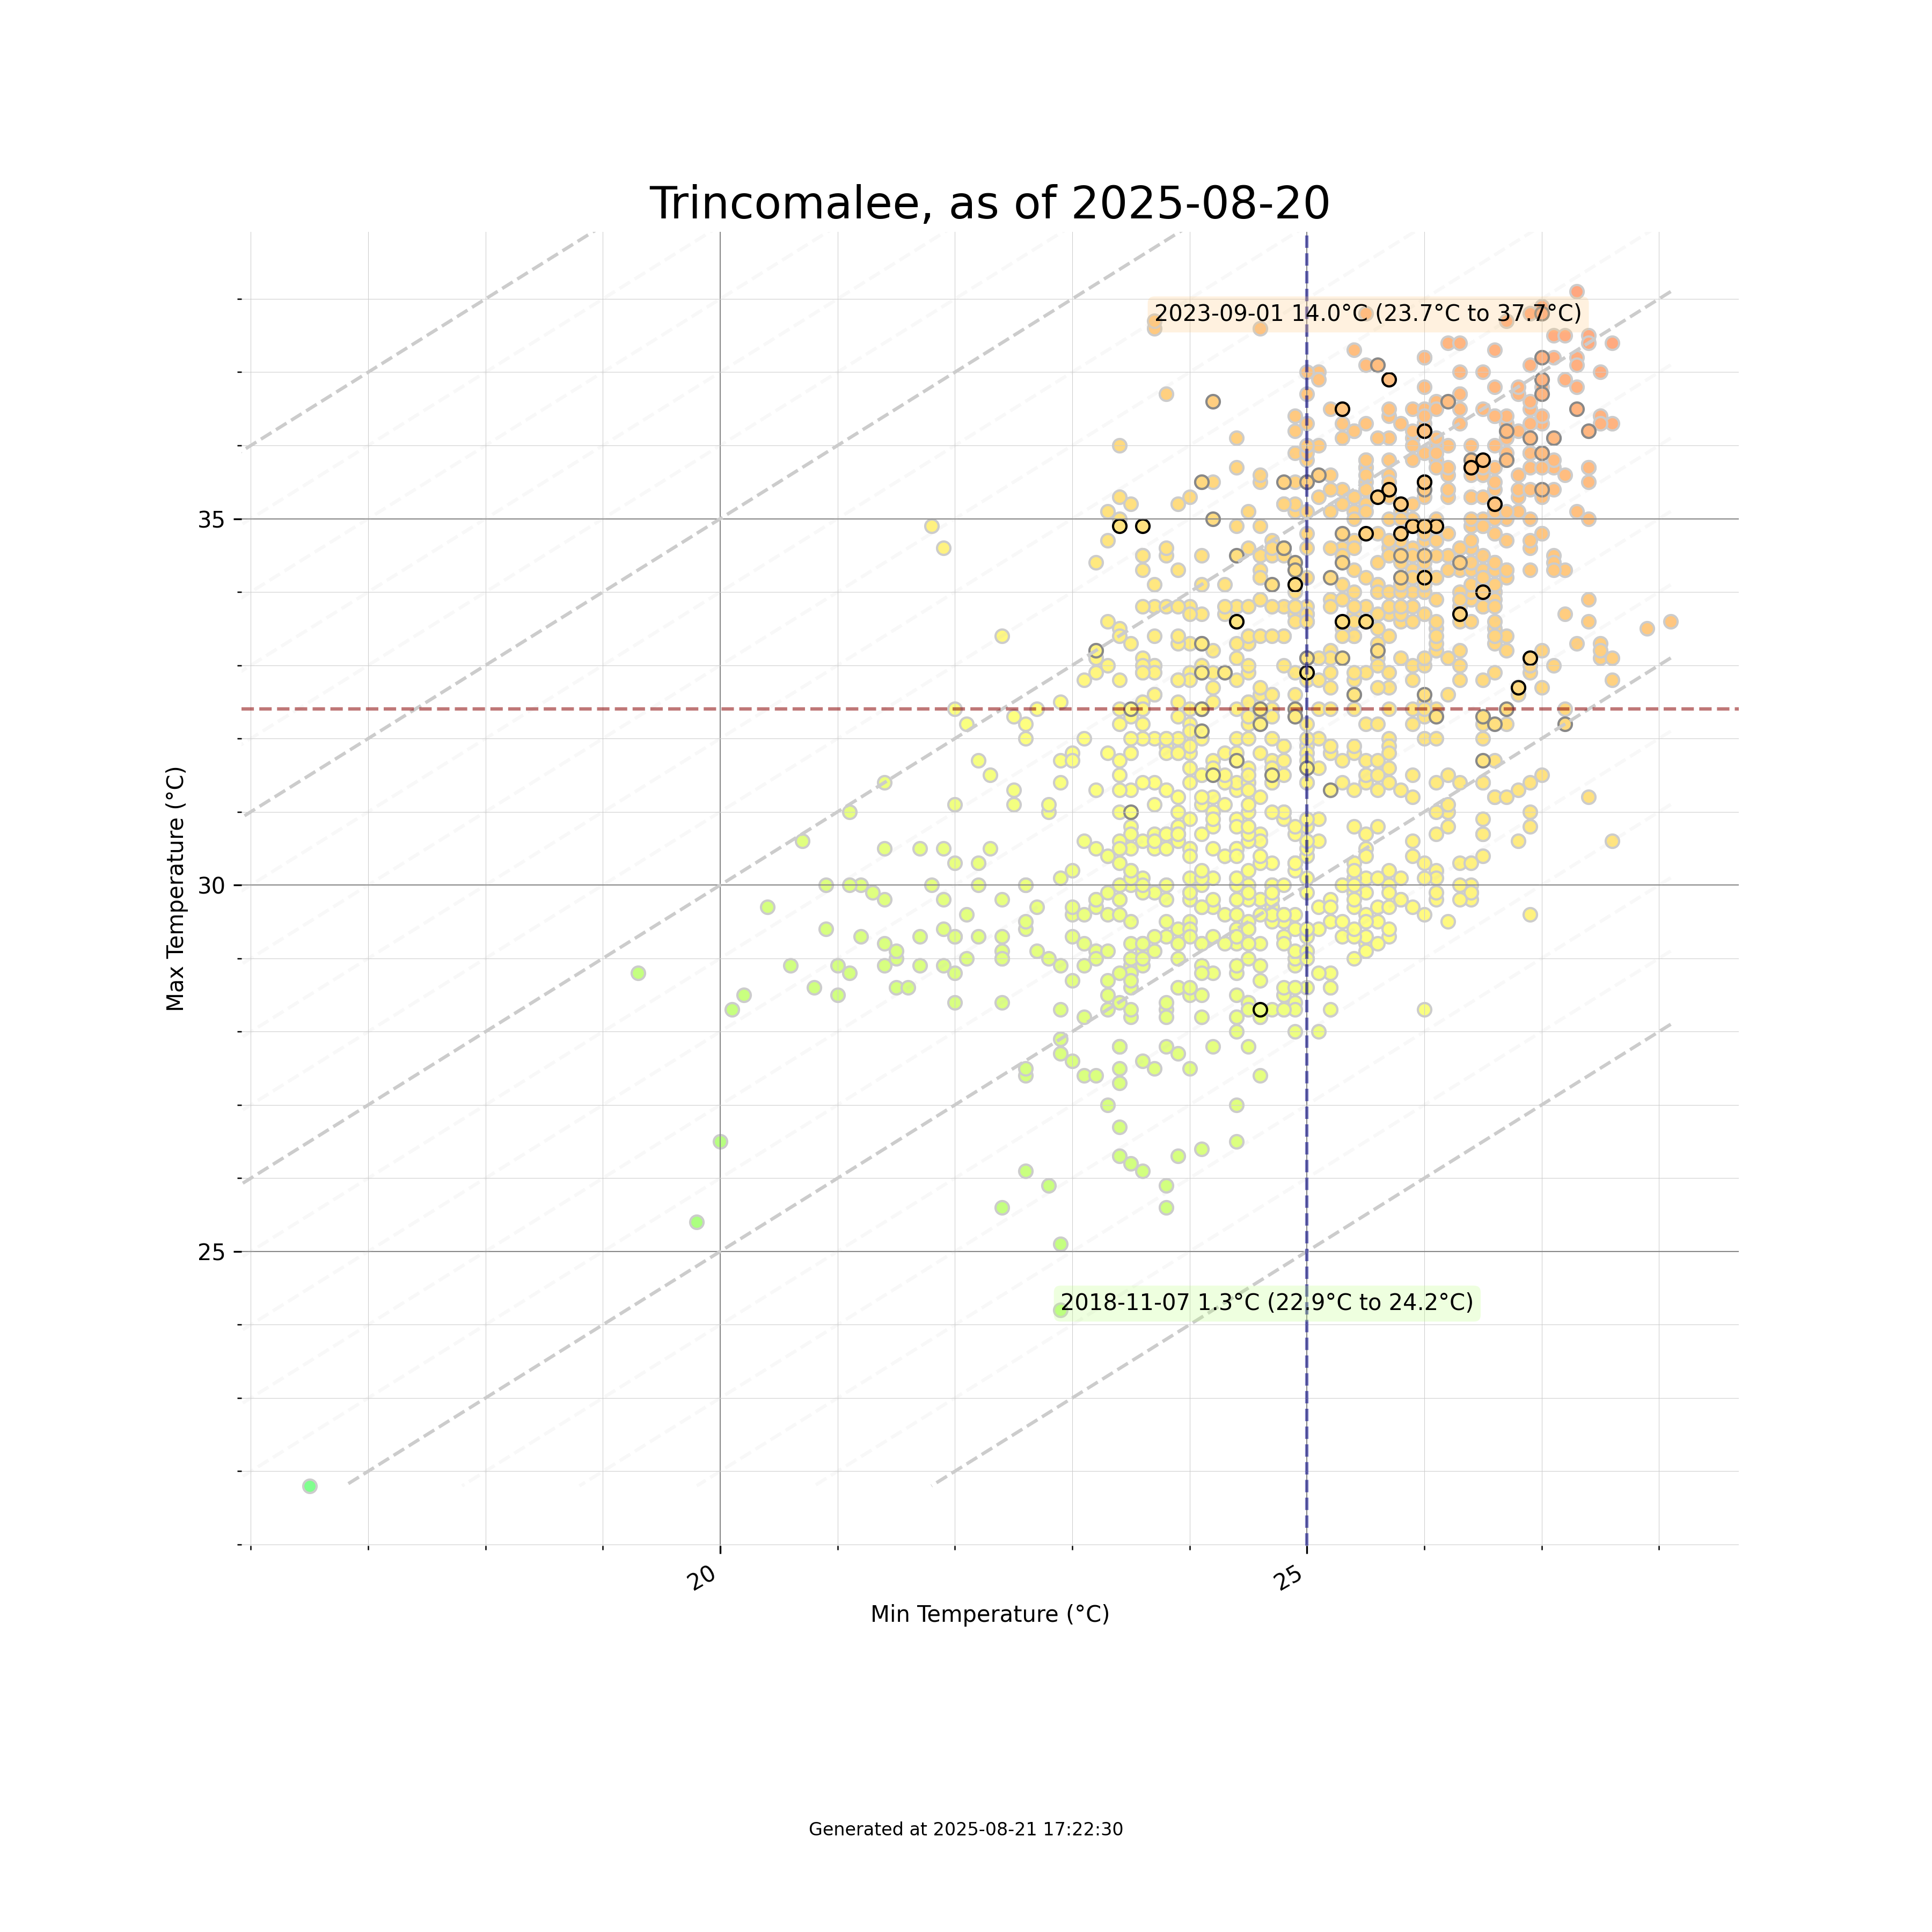 Trincomalee, as of 2025-08-20
2023-09-01 14.0°C (23.7°C to 37.7°C)
35
Max Temperature (°C)
30
25
2018-11-07 1.3°C (22.9°C to 24.2°C)
20
25
Min Temperature (°C)
Generated at 2025-08-21 17:22:30